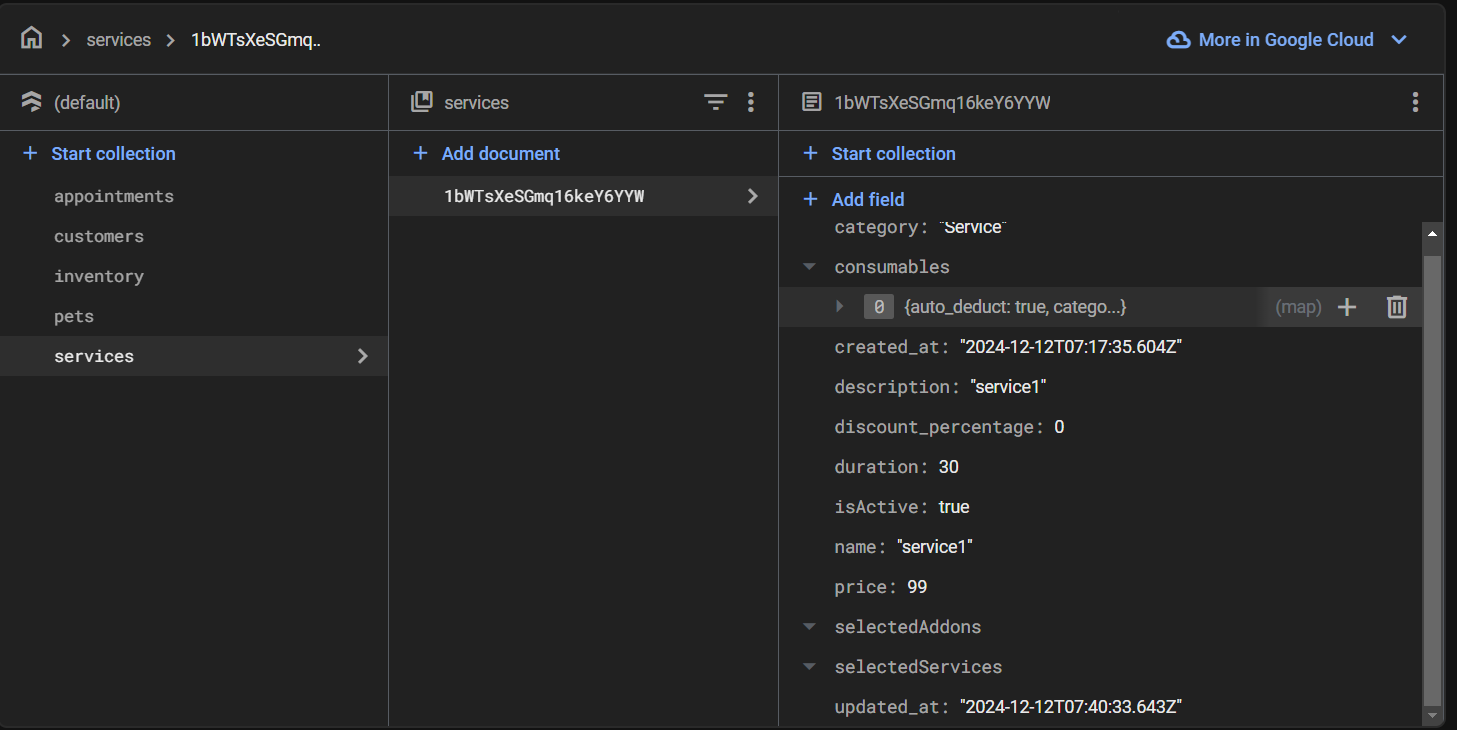 services 1bWTsXeSGmq.. More in Google Cloud
(default)
Start collection
appointments
customers
inventory
pets
services
services
Add document
1bWTsXeSGmq16keY6YYW
1bWTsXeSGmq16keY6YYW
Start collection
Add field
category: "Service"
consumables
0 {auto_deduct: true, catego...} (map)
created_at: "2024-12-12T07:17:35.604Z"
description: "service1"
discount_percentage: 0
duration: 30
isActive: true
name: "service1"
price: 99
selectedAddons
selectedServices
updated_at: "2024-12-12T07:40:33.643Z"